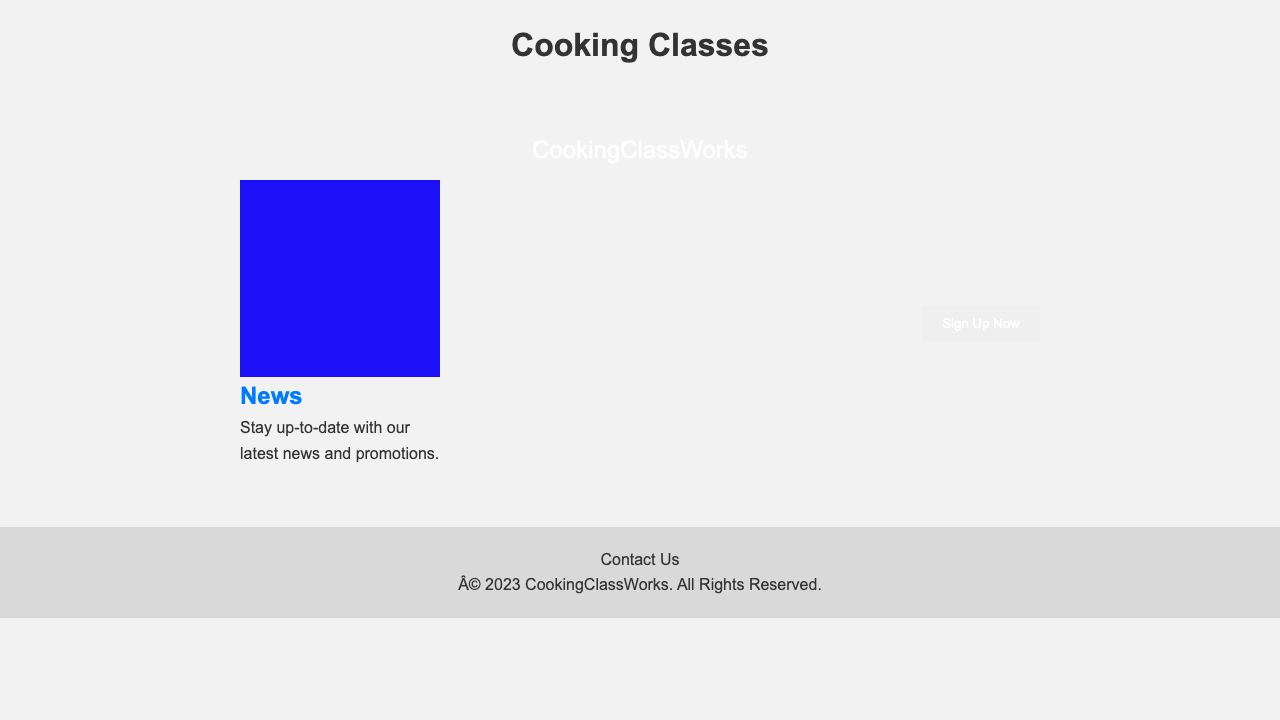 Cooking Classes
CookingClassWorks
Sign Up Now
News
Stay up-to-date with our
latest news and promotions.
Contact Us
Â© 2023 CookingClassWorks. All Rights Reserved.